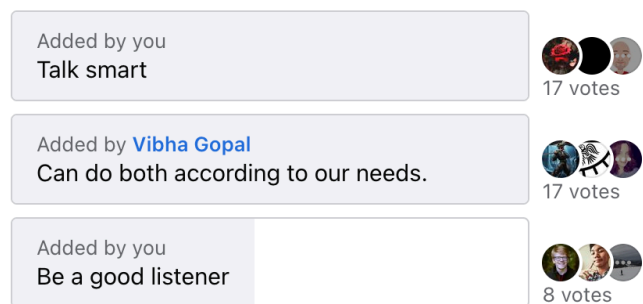 Added by you
Talk smart
17 votes
Added by Vibha Gopal
Can do both according to our needs.
17 votes
Added by you
Be a good listener
8 votes